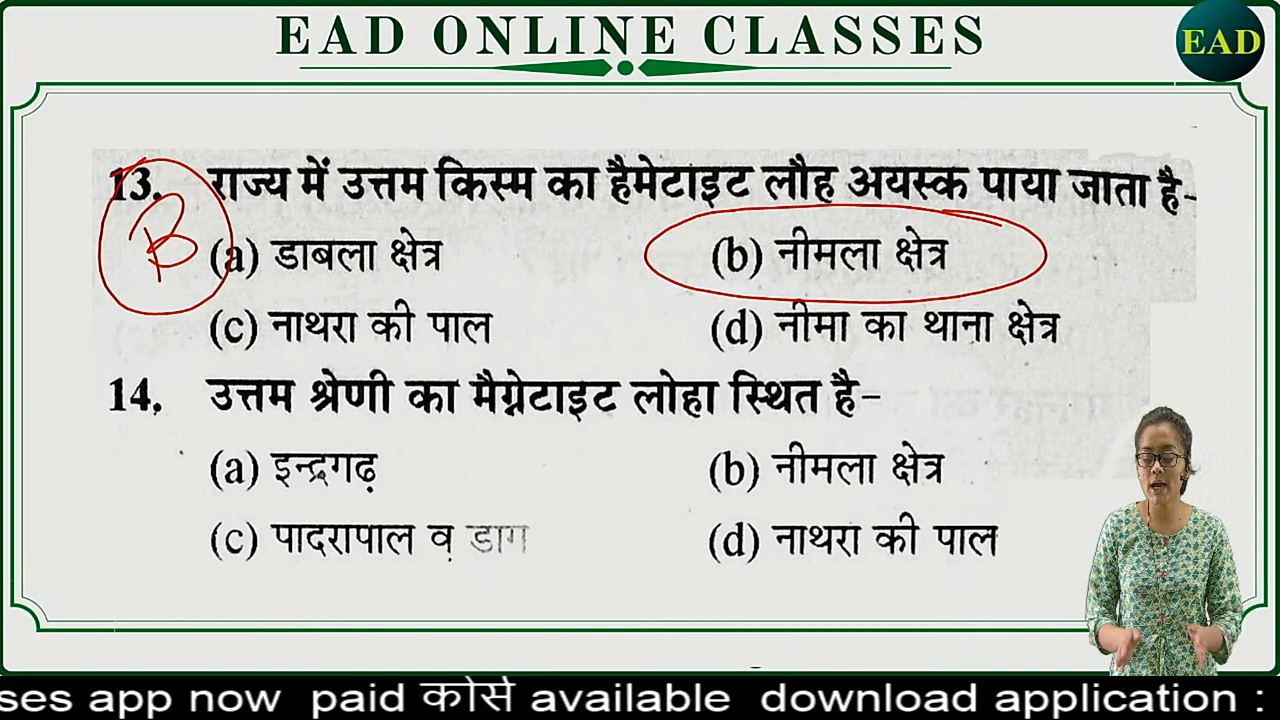 EAD ONLINE CLASSES
EAD
13. राज्य में उत्तम किस्म का हैमेटाइट लौह अयस्क पाया जाता है-
B
(a) डाबला क्षेत्र (b) नीमला क्षेत्र
(c) नाथरा की पाल (d) नीमा का थाना क्षेत्र
14. उत्तम श्रेणी का मैग्नेटाइट लोहा स्थित है-
(a) इन्द्रगढ़ (b) नीमला क्षेत्र
(c) पादरापाल व डाग (d) नाथरा की पाल
ses app now paid कोर्स available download application :